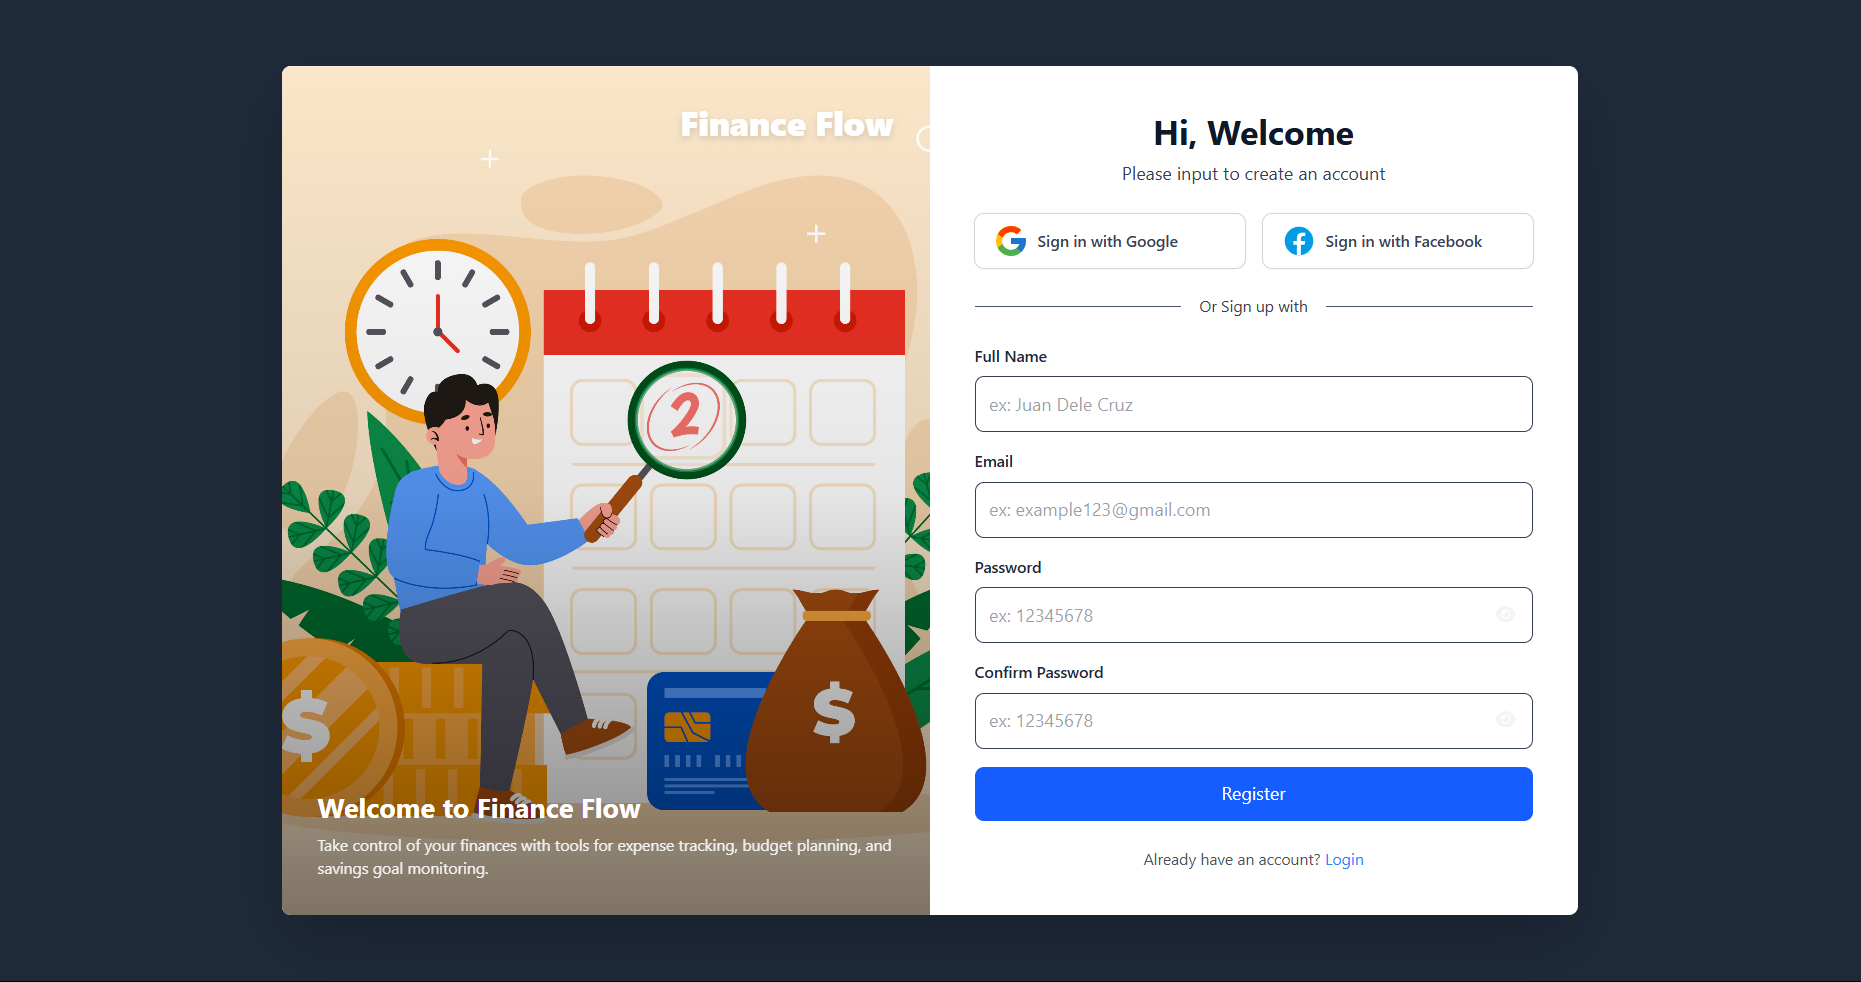 Finance Flow
2
$
$
Welcome to Finance Flow
Take control of your finances with tools for expense tracking, budget planning, and
savings goal monitoring.
Hi, Welcome
Please input to create an account
Sign in with Google
Sign in with Facebook
Or Sign up with
Full Name
ex: Juan Dele Cruz
Email
ex: example123@gmail.com
Password
ex: 12345678
Confirm Password
ex: 12345678
Register
Already have an account? Login